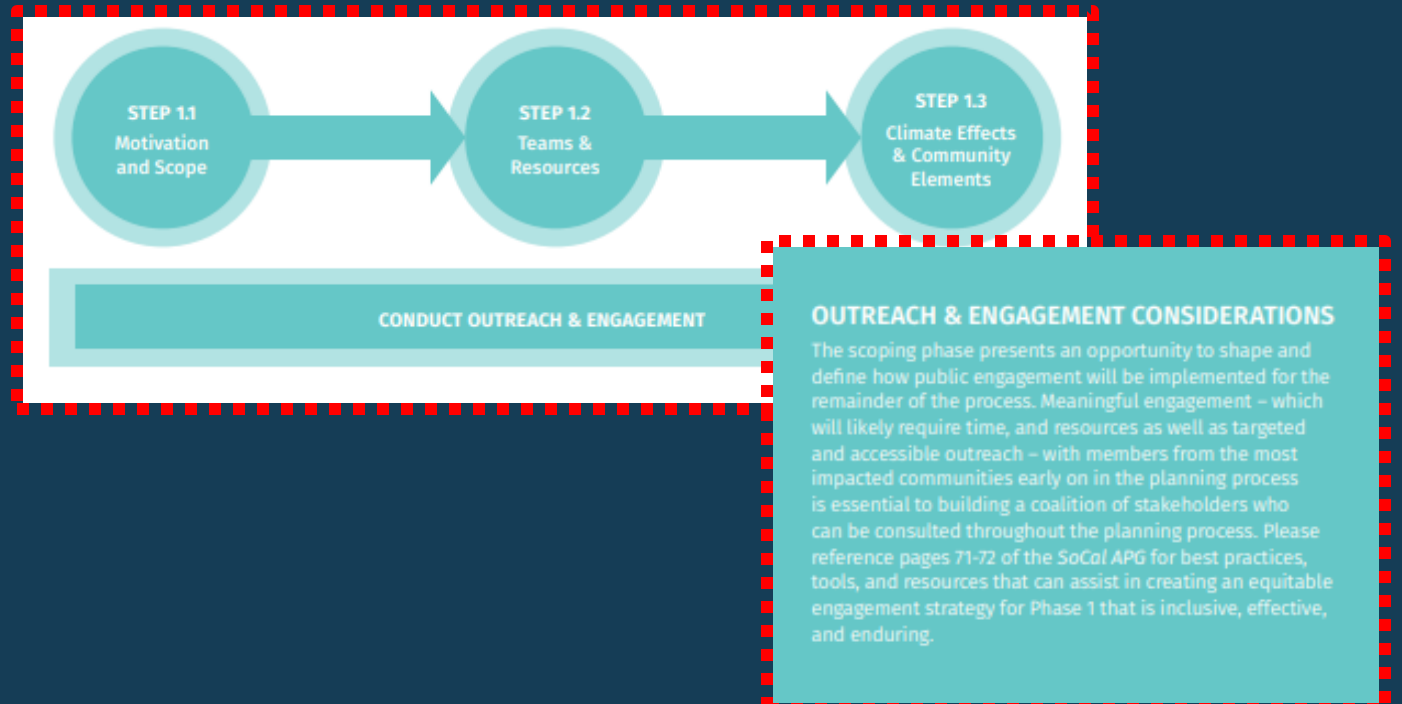 STEP 1.1
Motivation
and Scope
STEP 1.2
Teams &
Resources
STEP 1.3
Climate Effects
& Community
Elements
CONDUCT OUTREACH & ENGAGEMENT
OUTREACH & ENGAGEMENT CONSIDERATIONS
The scoping phase presents an opportunity to shape and
define how public engagement will be implemented for the
remainder of the process. Meaningful engagement – which
will likely require time, and resources as well as targeted
and accessible outreach – with members from the most
impacted communities early on in the planning process
is essential to building a coalition of stakeholders who
can be consulted throughout the planning process. Please
reference pages 71-72 of the SoCal APG for best practices,
tools, and resources that can assist in creating an equitable
engagement strategy for Phase 1 that is inclusive, effective,
and enduring.